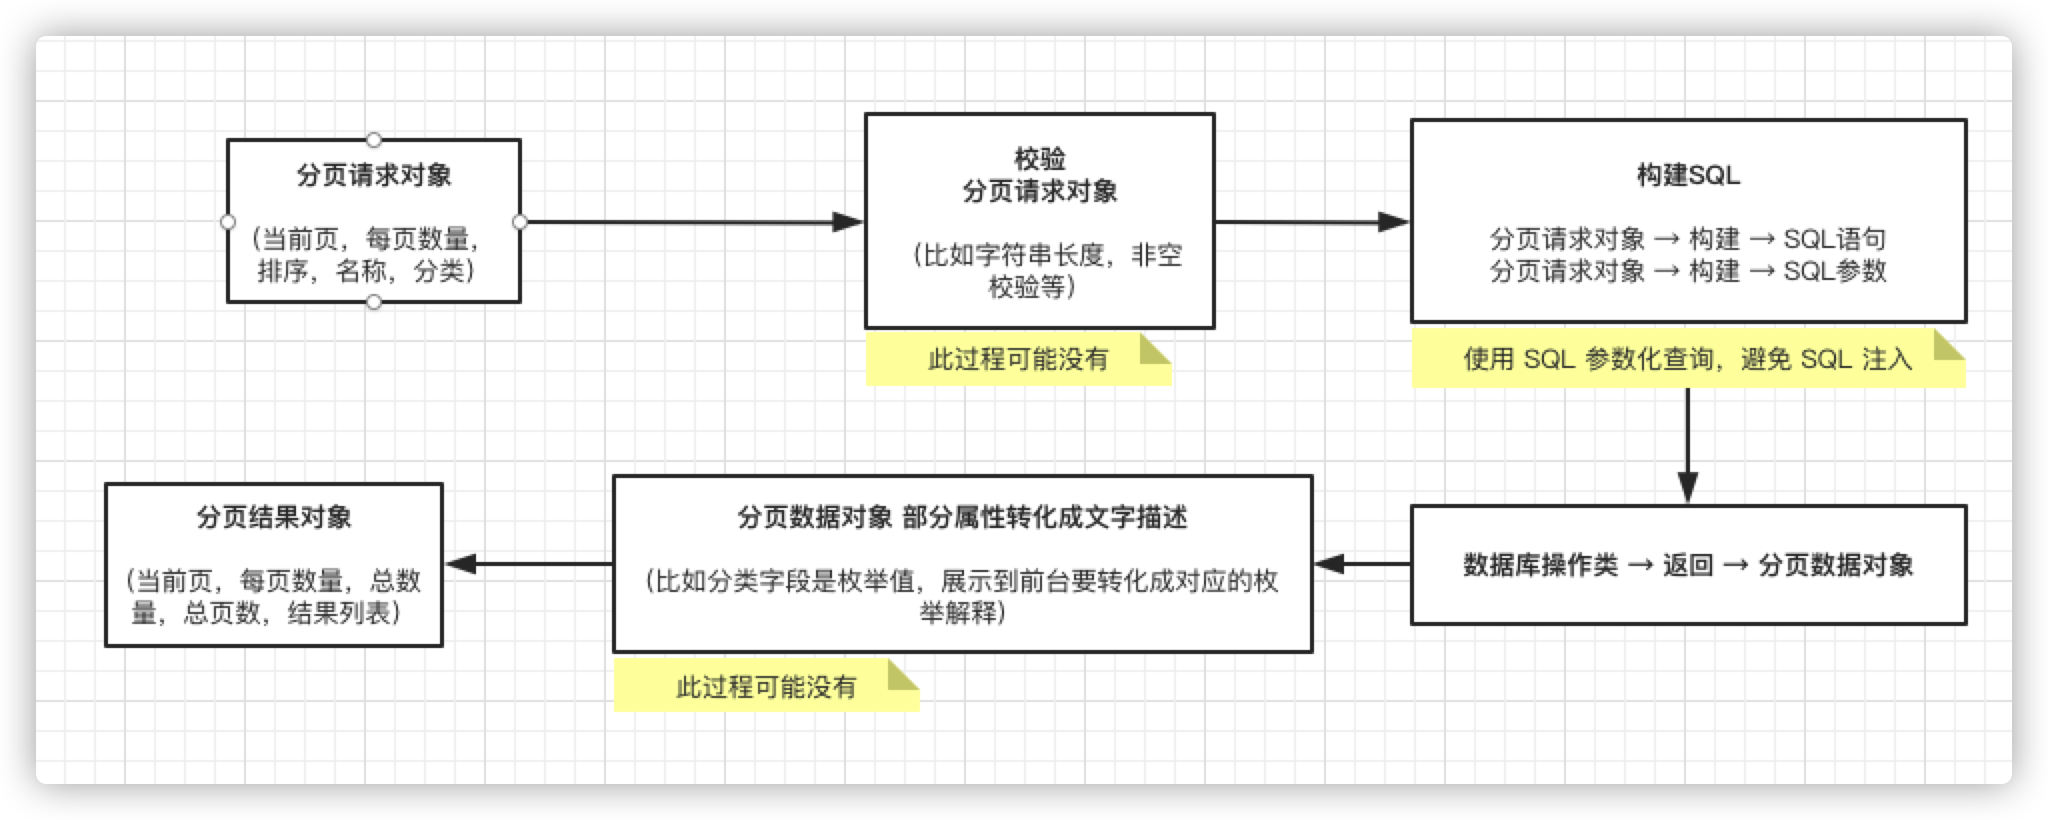 分页请求对象
(当前页，每页数量，
排序，名称，分类)
校验
分页请求对象
(比如字符串长度，非空
校验等)
此过程可能没有
构建SQL
分页请求对象 → 构建 → SQL语句
分页请求对象 → 构建 → SQL参数
使用 SQL 参数化查询，避免 SQL 注入
数据库操作类 → 返回 → 分页数据对象
分页数据对象 部分属性转化成文字描述
(比如分类字段是枚举值，展示到前台要转化成对应的枚
举解释)
此过程可能没有
分页结果对象
(当前页，每页数量，总数
量，总页数，结果列表)